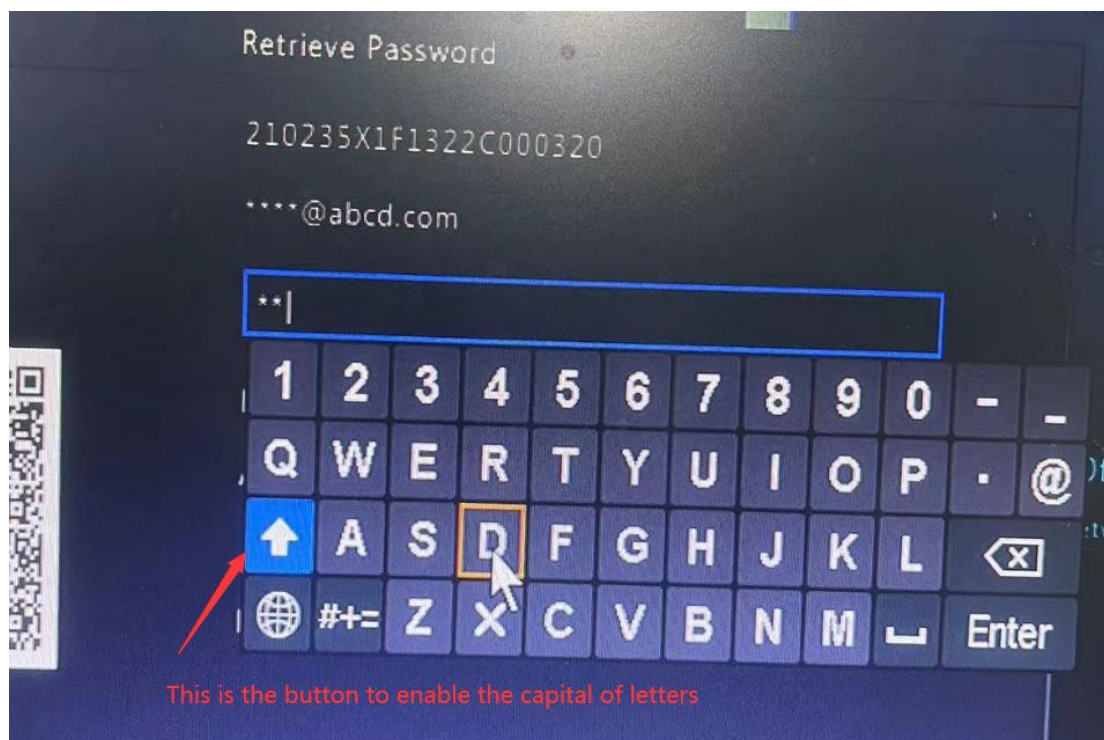 Retrieve Password
210235X1F1322C000320
****@abcd.com
**
1 2 3 4 5 6 7 8 9 0 - _
Q W E R T Y U I O P . @
A S D F G H J K L
#+= Z X C V B N M Enter
This is the button to enable the capital of letters